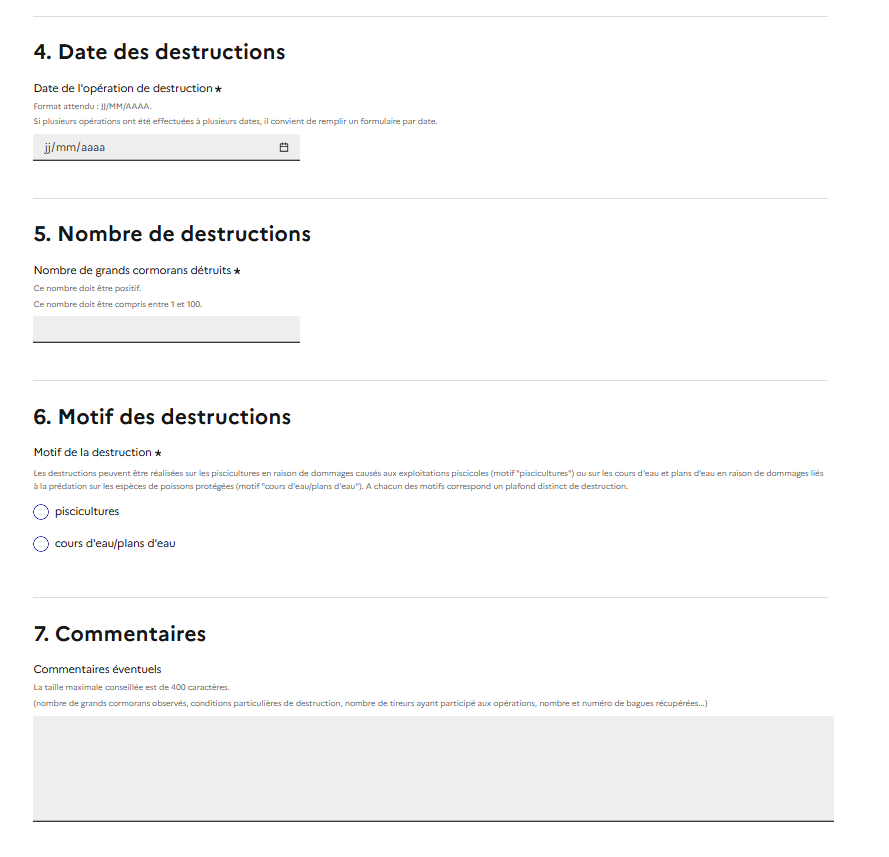 4. Date des destructions
Date de l'opération de destruction *
Format attendu : JJ/MM/AAAA.
Si plusieurs opérations ont été effectuées à plusieurs dates, il convient de remplir un formulaire par date.
jj/mm/aaaa
5. Nombre de destructions
Nombre de grands cormorans détruits *
Ce nombre doit être positif.
Ce nombre doit être compris entre 1 et 100.
6. Motif des destructions
Motif de la destruction *
Les destructions peuvent être réalisées sur les piscicultures en raison de dommages causés aux exploitations piscicoles (motif "piscicultures") ou sur les cours d'eau et plans d'eau en raison de dommages liés
à la prédation sur les espèces de poissons protégées (motif "cours d'eau/plans d'eau"). A chacun des motifs correspond un plafond distinct de destruction.
piscicultures
cours d'eau/plans d'eau
7. Commentaires
Commentaires éventuels
La taille maximale conseillée est de 400 caractères.
(nombre de grands cormorans observés, conditions particulières de destruction, nombre de tireurs ayant participé aux opérations, nombre et numéro de bagues récupérées...)